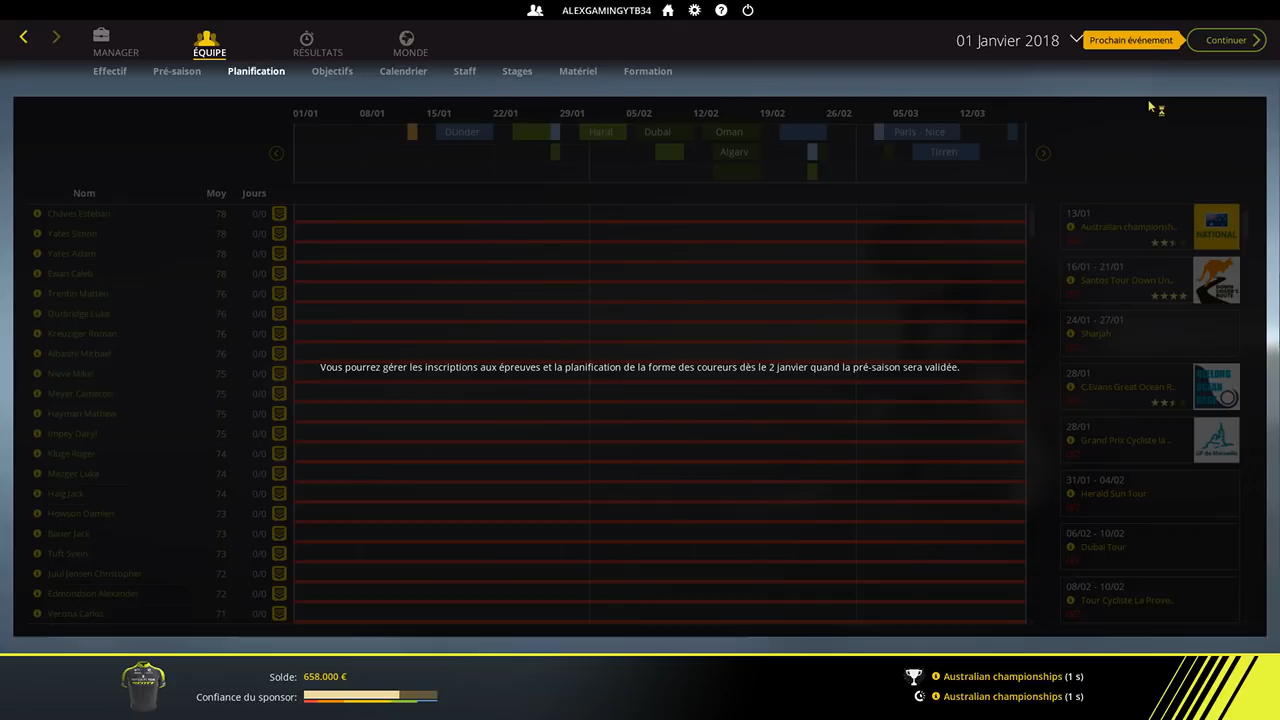 ALEXGAMINGYTB34
MANAGER
ÉQUIPE
RÉSULTATS
MONDE
01 Janvier 2018
Prochain événement
Continuer
Effectif
Pré-saison
Planification
Objectifs
Calendrier
Staff
Stages
Matériel
Formation
01/01 08/01 15/01 22/01 29/01 05/02 12/02 19/02 26/02 05/03 12/03
Dünder Haral Dubai Oman Paris - Nice
Algarv Tirren
Nom Moy Jours
Cháves Esteban 78 0/0
Yates Simon 78 0/0
Yates Adam 78 0/0
Ewan Caleb 78 0/0
Trentin Matteo 76 0/0
Durbridge Luke 76 0/0
Kreuziger Roman 76 0/0
Albasini Michael 76 0/0
Nieve Mikel 75 0/0
Meyer Cameron 75 0/0
Hayman Mathew 75 0/0
Impey Daryl 75 0/0
Kluge Roger 74 0/0
Mezgec Luka 74 0/0
Haig Jack 74 0/0
Howson Damien 73 0/0
Bauer Jack 73 0/0
Tuft Svein 73 0/0
Juul Jensen Christopher 72 0/0
Edmondson Alexander 72 0/0
Verona Carlos 71 0/0
Vous pourrez gérer les inscriptions aux épreuves et la planification de la forme des coureurs dès le 2 janvier quand la pré-saison sera validée.
13/01
Australian championsh..
NATIONAL
16/01 - 21/01
Santos Tour Down Un..
24/01 - 27/01
Sharjah
28/01
C.Evans Great Ocean R..
28/01
Grand Prix Cycliste la ..
31/01 - 04/02
Herald Sun Tour
06/02 - 10/02
Dubai Tour
08/02 - 10/02
Tour Cycliste La Prove..
Solde: 658.000 €
Confiance du sponsor:
Australian championships (1 s)
Australian championships (1 s)